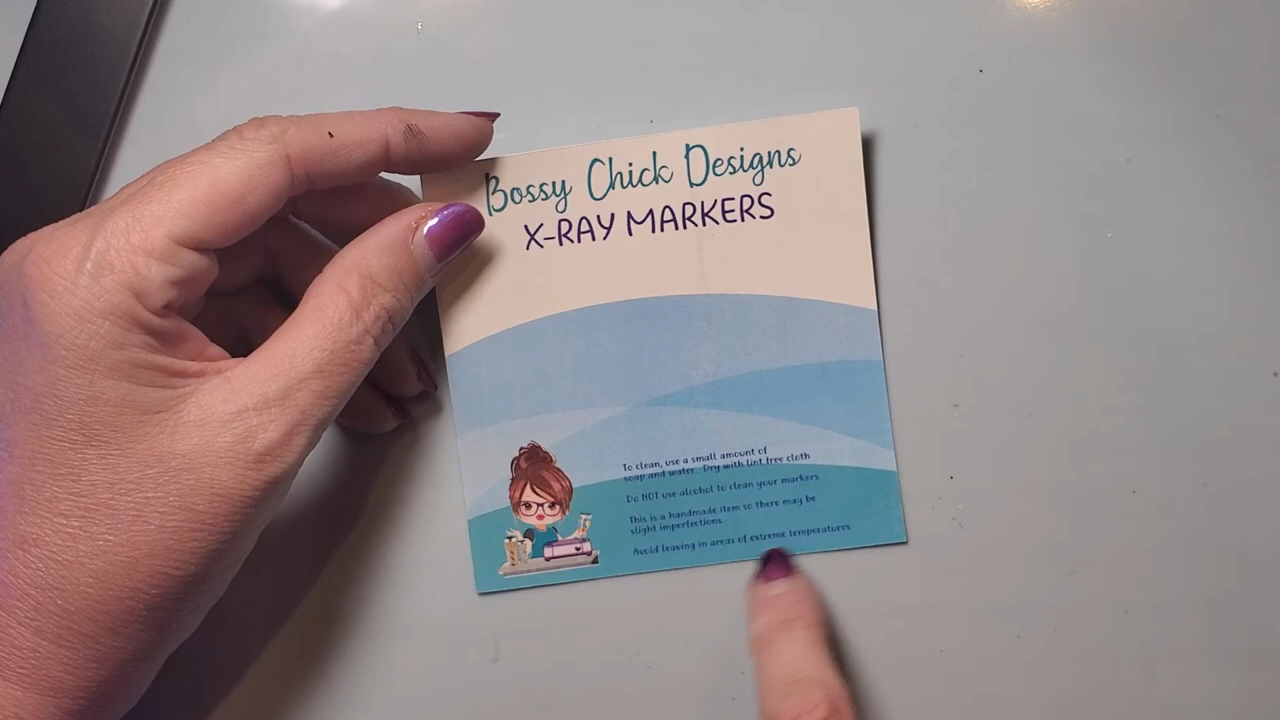 Bossy Chick Designs
X-RAY MARKERS
To clean, use a small amount of
soap and water. Dry with lint free cloth
Do NOT use alcohol to clean your markers
This is a handmade item so there may be
slight imperfections.
Avoid leaving in areas of extreme temperatures